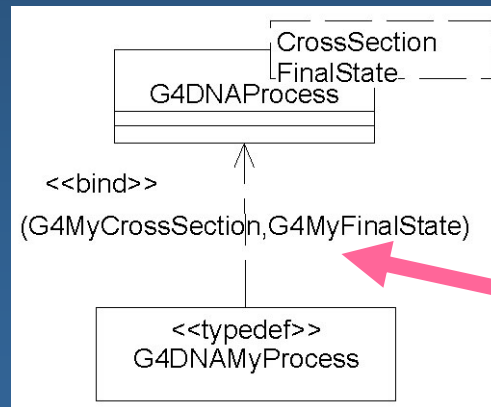 CrossSection
FinalState
G4DNAProcess
<<bind>>
(G4MyCrossSection,G4MyFinalState)
<<typedef>>
G4DNAMyProcess